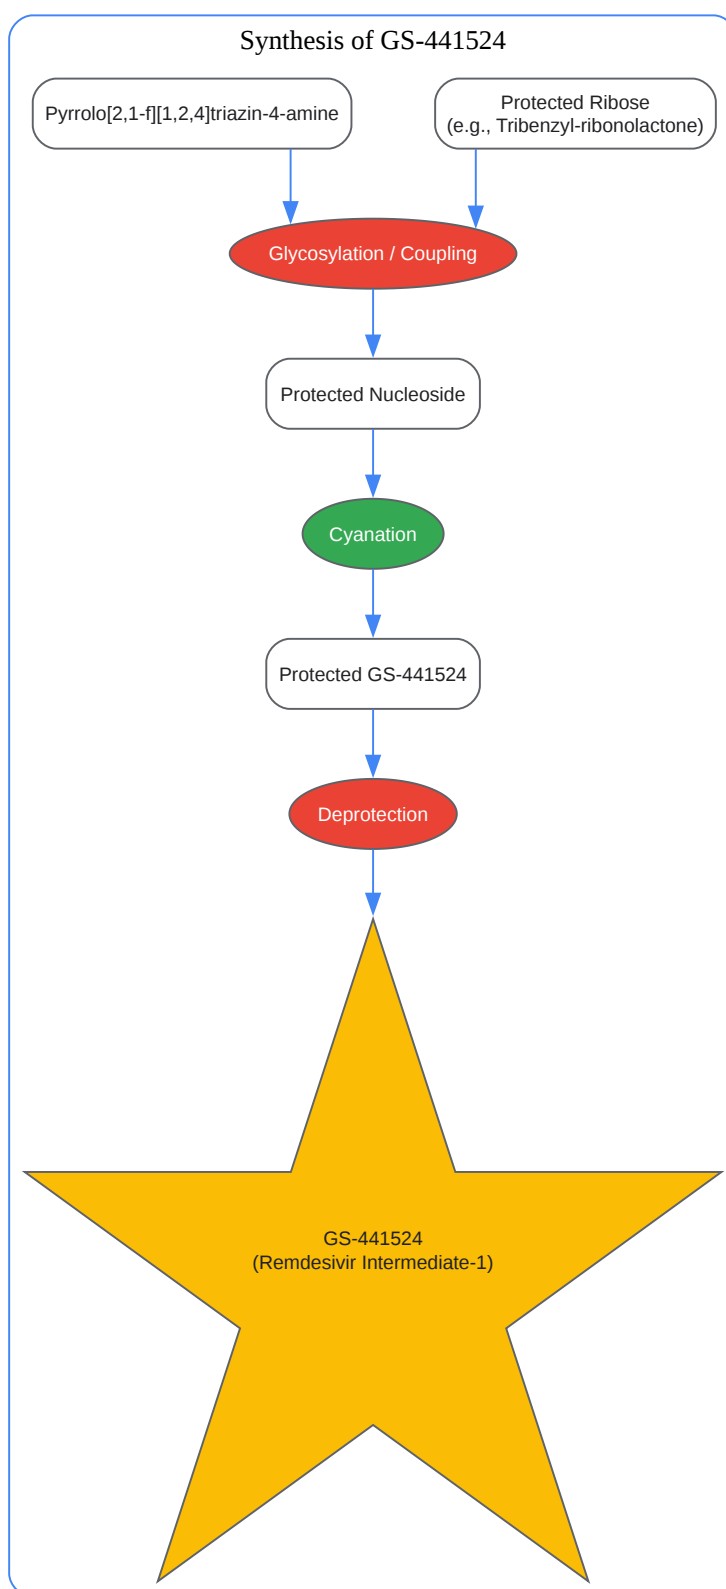 Synthesis of GS-441524
Pyrrolo[2,1-f][1,2,4]triazin-4-amine
Protected Ribose
(e.g., Tribenzyl-ribonolactone)
Glycosylation / Coupling
Protected Nucleoside
Cyanation
Protected GS-441524
Deprotection
GS-441524
(Remdesivir Intermediate-1)